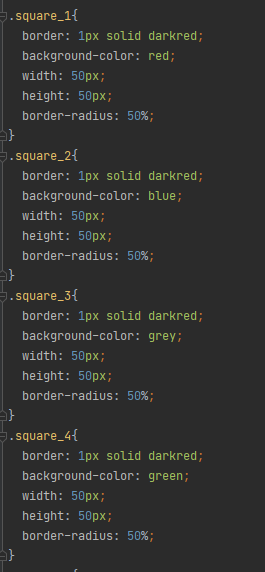 .square_1{
border: 1px solid darkred;
background-color: red;
width: 50px;
height: 50px;
border-radius: 50%;
}
.square_2{
border: 1px solid darkred;
background-color: blue;
width: 50px;
height: 50px;
border-radius: 50%;
}
.square_3{
border: 1px solid darkred;
background-color: grey;
width: 50px;
height: 50px;
border-radius: 50%;
}
.square_4{
border: 1px solid darkred;
background-color: green;
width: 50px;
height: 50px;
border-radius: 50%;
}